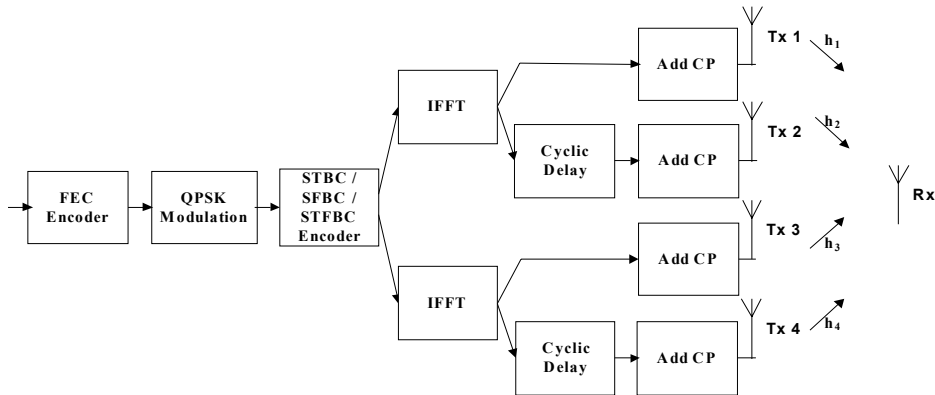 FEC
Encoder
QPSK
Modulation
STBC /
SFBC /
STFBC
Encoder
IFFT
Add CP
Tx 1
h1
Cyclic
Delay
Add CP
Tx 2
h2
Rx
IFFT
Add CP
Tx 3
h3
Cyclic
Delay
Add CP
Tx 4
h4